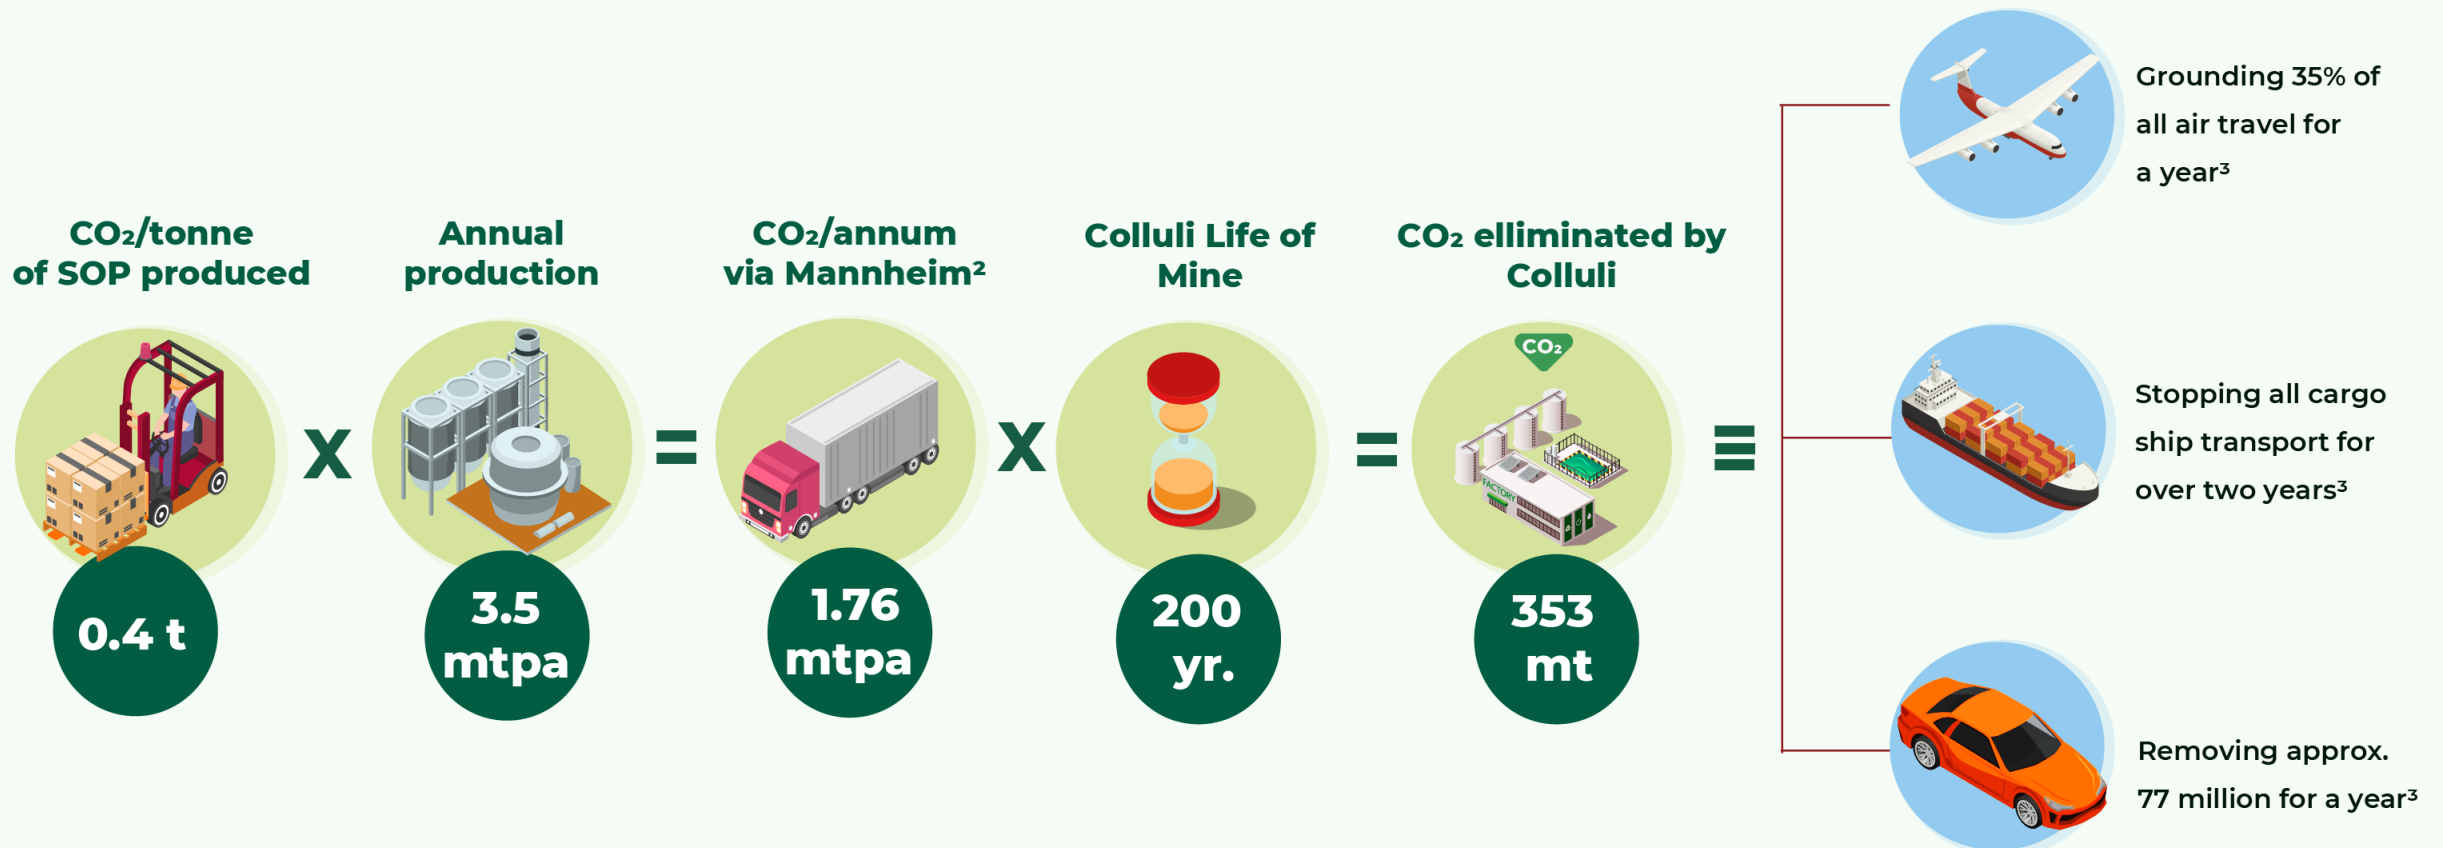 CO₂/tonne
of SOP produced
0.4 t
x
Annual
production
3.5
mtpa
=
CO₂/annum
via Mannheim²
1.76
mtpa
x
Colluli Life of
Mine
200
yr.
=
CO₂ elliminated by
Colluli
CO₂
FACTORY
353
mt
≡
Grounding 35% of
all air travel for
a year³
Stopping all cargo
ship transport for
over two years³
Removing approx.
77 million for a year³